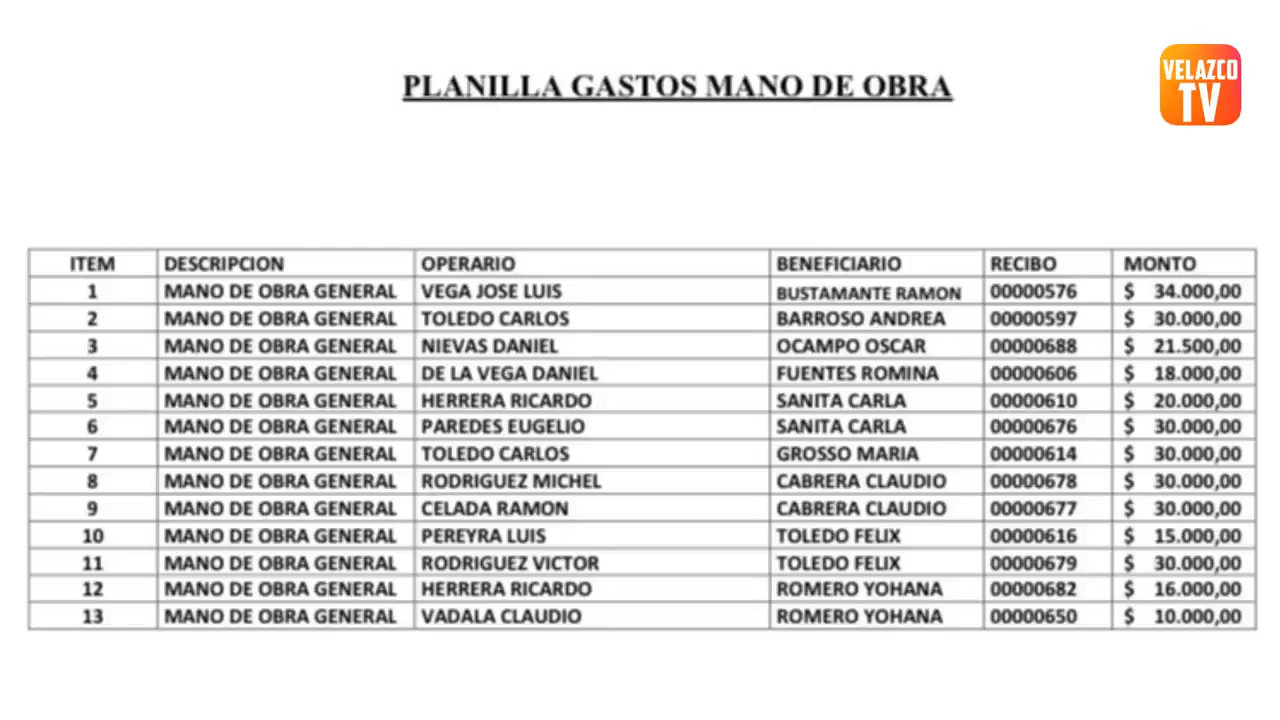 PLANILLA GASTOS MANO DE OBRA
VELAZCO
TV
ITEM DESCRIPCION OPERARIO BENEFICIARIO RECIBO MONTO
1 MANO DE OBRA GENERAL VEGA JOSE LUIS BUSTAMANTE RAMON 00000576 $ 34.000,00
2 MANO DE OBRA GENERAL TOLEDO CARLOS BARROSO ANDREA 00000597 $ 30.000,00
3 MANO DE OBRA GENERAL NIEVAS DANIEL OCAMPO OSCAR 00000688 $ 21.500,00
4 MANO DE OBRA GENERAL DE LA VEGA DANIEL FUENTES ROMINA 00000606 $ 18.000,00
5 MANO DE OBRA GENERAL HERRERA RICARDO SANITA CARLA 00000610 $ 20.000,00
6 MANO DE OBRA GENERAL PAREDES EUGELIO SANITA CARLA 00000676 $ 30.000,00
7 MANO DE OBRA GENERAL TOLEDO CARLOS GROSSO MARIA 00000614 $ 30.000,00
8 MANO DE OBRA GENERAL RODRIGUEZ MICHEL CABRERA CLAUDIO 00000678 $ 30.000,00
9 MANO DE OBRA GENERAL CELADA RAMON CABRERA CLAUDIO 00000677 $ 30.000,00
10 MANO DE OBRA GENERAL PEREYRA LUIS TOLEDO FELIX 00000616 $ 15.000,00
11 MANO DE OBRA GENERAL RODRIGUEZ VICTOR TOLEDO FELIX 00000679 $ 30.000,00
12 MANO DE OBRA GENERAL HERRERA RICARDO ROMERO YOHANA 00000682 $ 16.000,00
13 MANO DE OBRA GENERAL VADALA CLAUDIO ROMERO YOHANA 00000650 $ 10.000,00